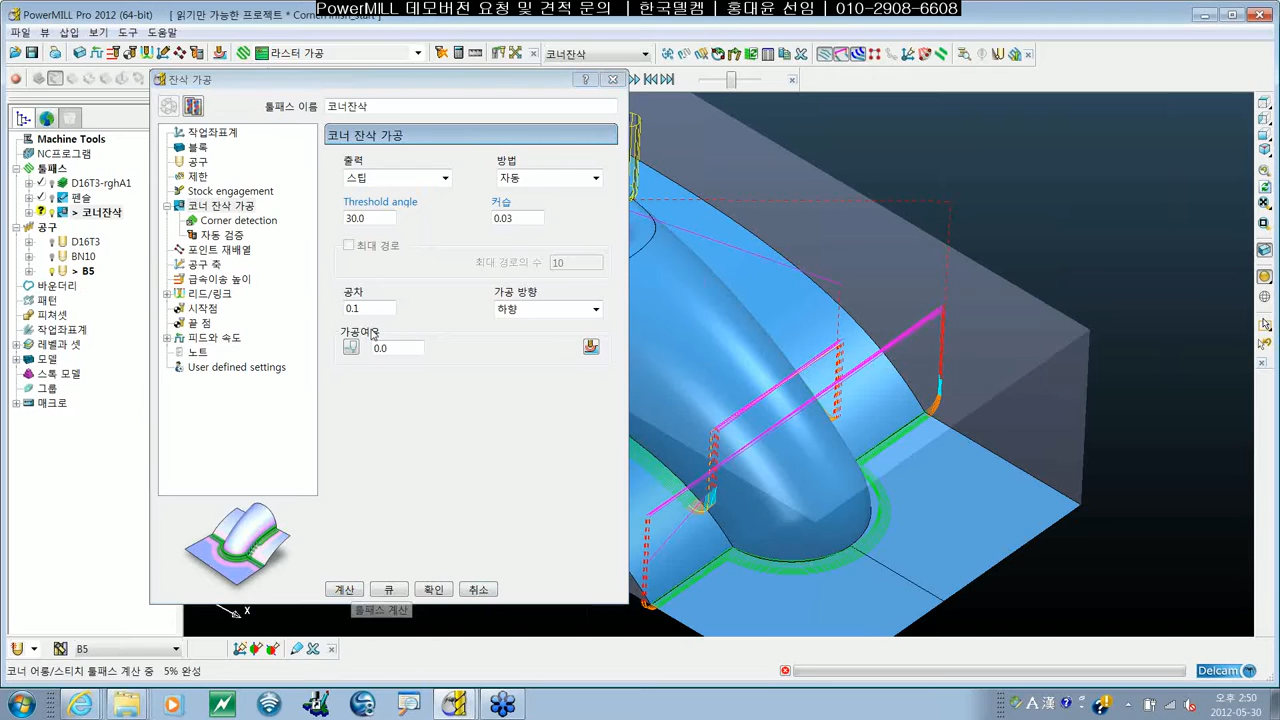 PowerMILL Pro 2012 (64-bit) - [ 읽기만 가능한 프로젝트 * CornerFinish_start ]
PowerMILL 데모버전 요청 및 견적 문의 | 한국델켐 | 홍대윤 선임 | 010-2908-6608
파일 뷰 삽입 보기 도구 도움말
라스터 가공
코너잔삭
잔삭 가공
툴패스 이름
코너잔삭
Machine Tools
NC프로그램
툴패스
D16T3-rghA1
펜슬
> 코너잔삭
공구
D16T3
BN10
> B5
바운더리
패턴
피쳐셋
작업좌표계
레벨과 셋
모델
스톡 모델
그룹
매크로
작업좌표계
블록
공구
제한
Stock engagement
코너 잔삭 가공
Corner detection
자동 검증
포인트 재배열
공구 축
급속이송 높이
리드/링크
시작점
끝 점
피드와 속도
노트
User defined settings
코너 잔삭 가공
출력
방법
스팁
자동
Threshold angle
커습
30.0
0.03
최대 경로
최대 경로의 수
10
공차
가공 방향
0.1
하향
가공여유
0.0
계산
큐
확인
취소
툴패스 계산
X
B5
코너 어롱/스티치 툴패스 계산 중
5% 완성
Delcam
A 漢
오후 2:50
2012-05-30